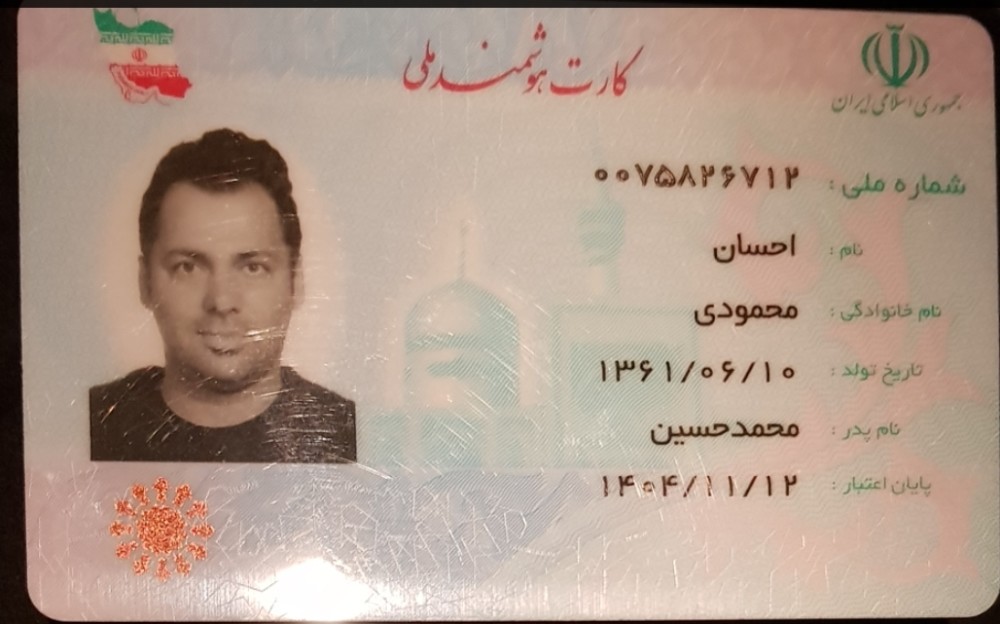 کارت هوشمند ملی
جمهوری اسلامی ایران
شماره ملی : ۰۰۷۵۸۲۶۷۱۲
نام : احسان
نام خانوادگی : محمودی
تاریخ تولد : ۱۳۶۱/۰۶/۱۰
نام پدر : محمدحسین
پایان اعتبار : ۱۴۰۴/۱۱/۱۲